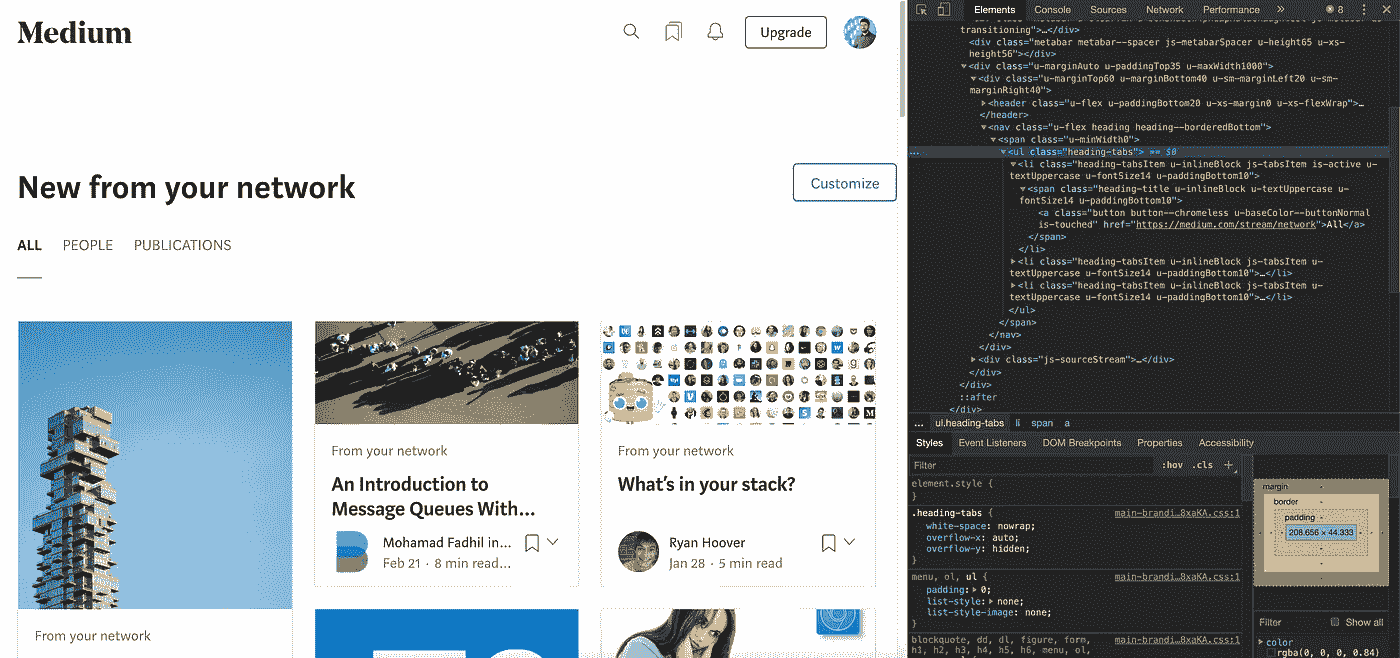 Medium
Upgrade
New from your network
Customize
ALL PEOPLE PUBLICATIONS
From your network
An Introduction to
Message Queues With...
Mohamad Fadhil in...
Feb 21 · 8 min read...
From your network
What's in your stack?
Ryan Hoover
Jan 28 · 5 min read
From your network
Elements Console Sources Network Performance » 8
transitioning">…</div>
<div class="metabar metabar--spacer js-metabarSpacer u-height65 u-xs-
height56"></div>
<div class="u-marginAuto u-paddingTop35 u-maxWidth1000">
<div class="u-marginTop60 u-marginBottom40 u-sm-marginLeft20 u-sm-
marginRight40">
<header class="u-flex u-paddingBottom20 u-xs-margin0 u-xs-flexWrap">…
</header>
<nav class="u-flex heading heading--borderedBottom">
<span class="u-minWidth0">
<ul class="heading-tabs"> == $0
<li class="heading-tabsItem u-inlineBlock js-tabsItem is-active u-
textUppercase u-fontSize14 u-paddingBottom10">
<span class="heading-title u-inlineBlock u-textUppercase u-
fontSize14 u-paddingBottom10">
<a class="button button--chromeless u-baseColor--buttonNormal
is-touched" href="https://medium.com/stream/network">All</a>
</span>
</li>
<li class="heading-tabsItem u-inlineBlock js-tabsItem u-
textUppercase u-fontSize14 u-paddingBottom10">…</li>
<li class="heading-tabsItem u-inlineBlock js-tabsItem u-
textUppercase u-fontSize14 u-paddingBottom10">…</li>
</ul>
</span>
</nav>
</div>
<div class="js-sourceStream">…</div>
</div>
</div>
::after
</div>
... ul.heading-tabs li span a
Styles Event Listeners DOM Breakpoints Properties Accessibility
Filter :hov .cls +
element.style {
}
.heading-tabs { main-brandi…8xaKA.css:1
white-space: nowrap;
overflow-x: auto;
overflow-y: hidden;
}
menu, ol, ul { main-brandi…8xaKA.css:1
padding: 0;
list-style: none;
list-style-image: none;
}
blockquote, dd, dl, figure, form, main-brandi…8xaKA.css:1
h1, h2, h3, h4, h5, h6, menu, ol,
margin -
border -
padding -
208.656 × 44.333
Filter Show all
color
rgba(0, 0, 0, 0.84)